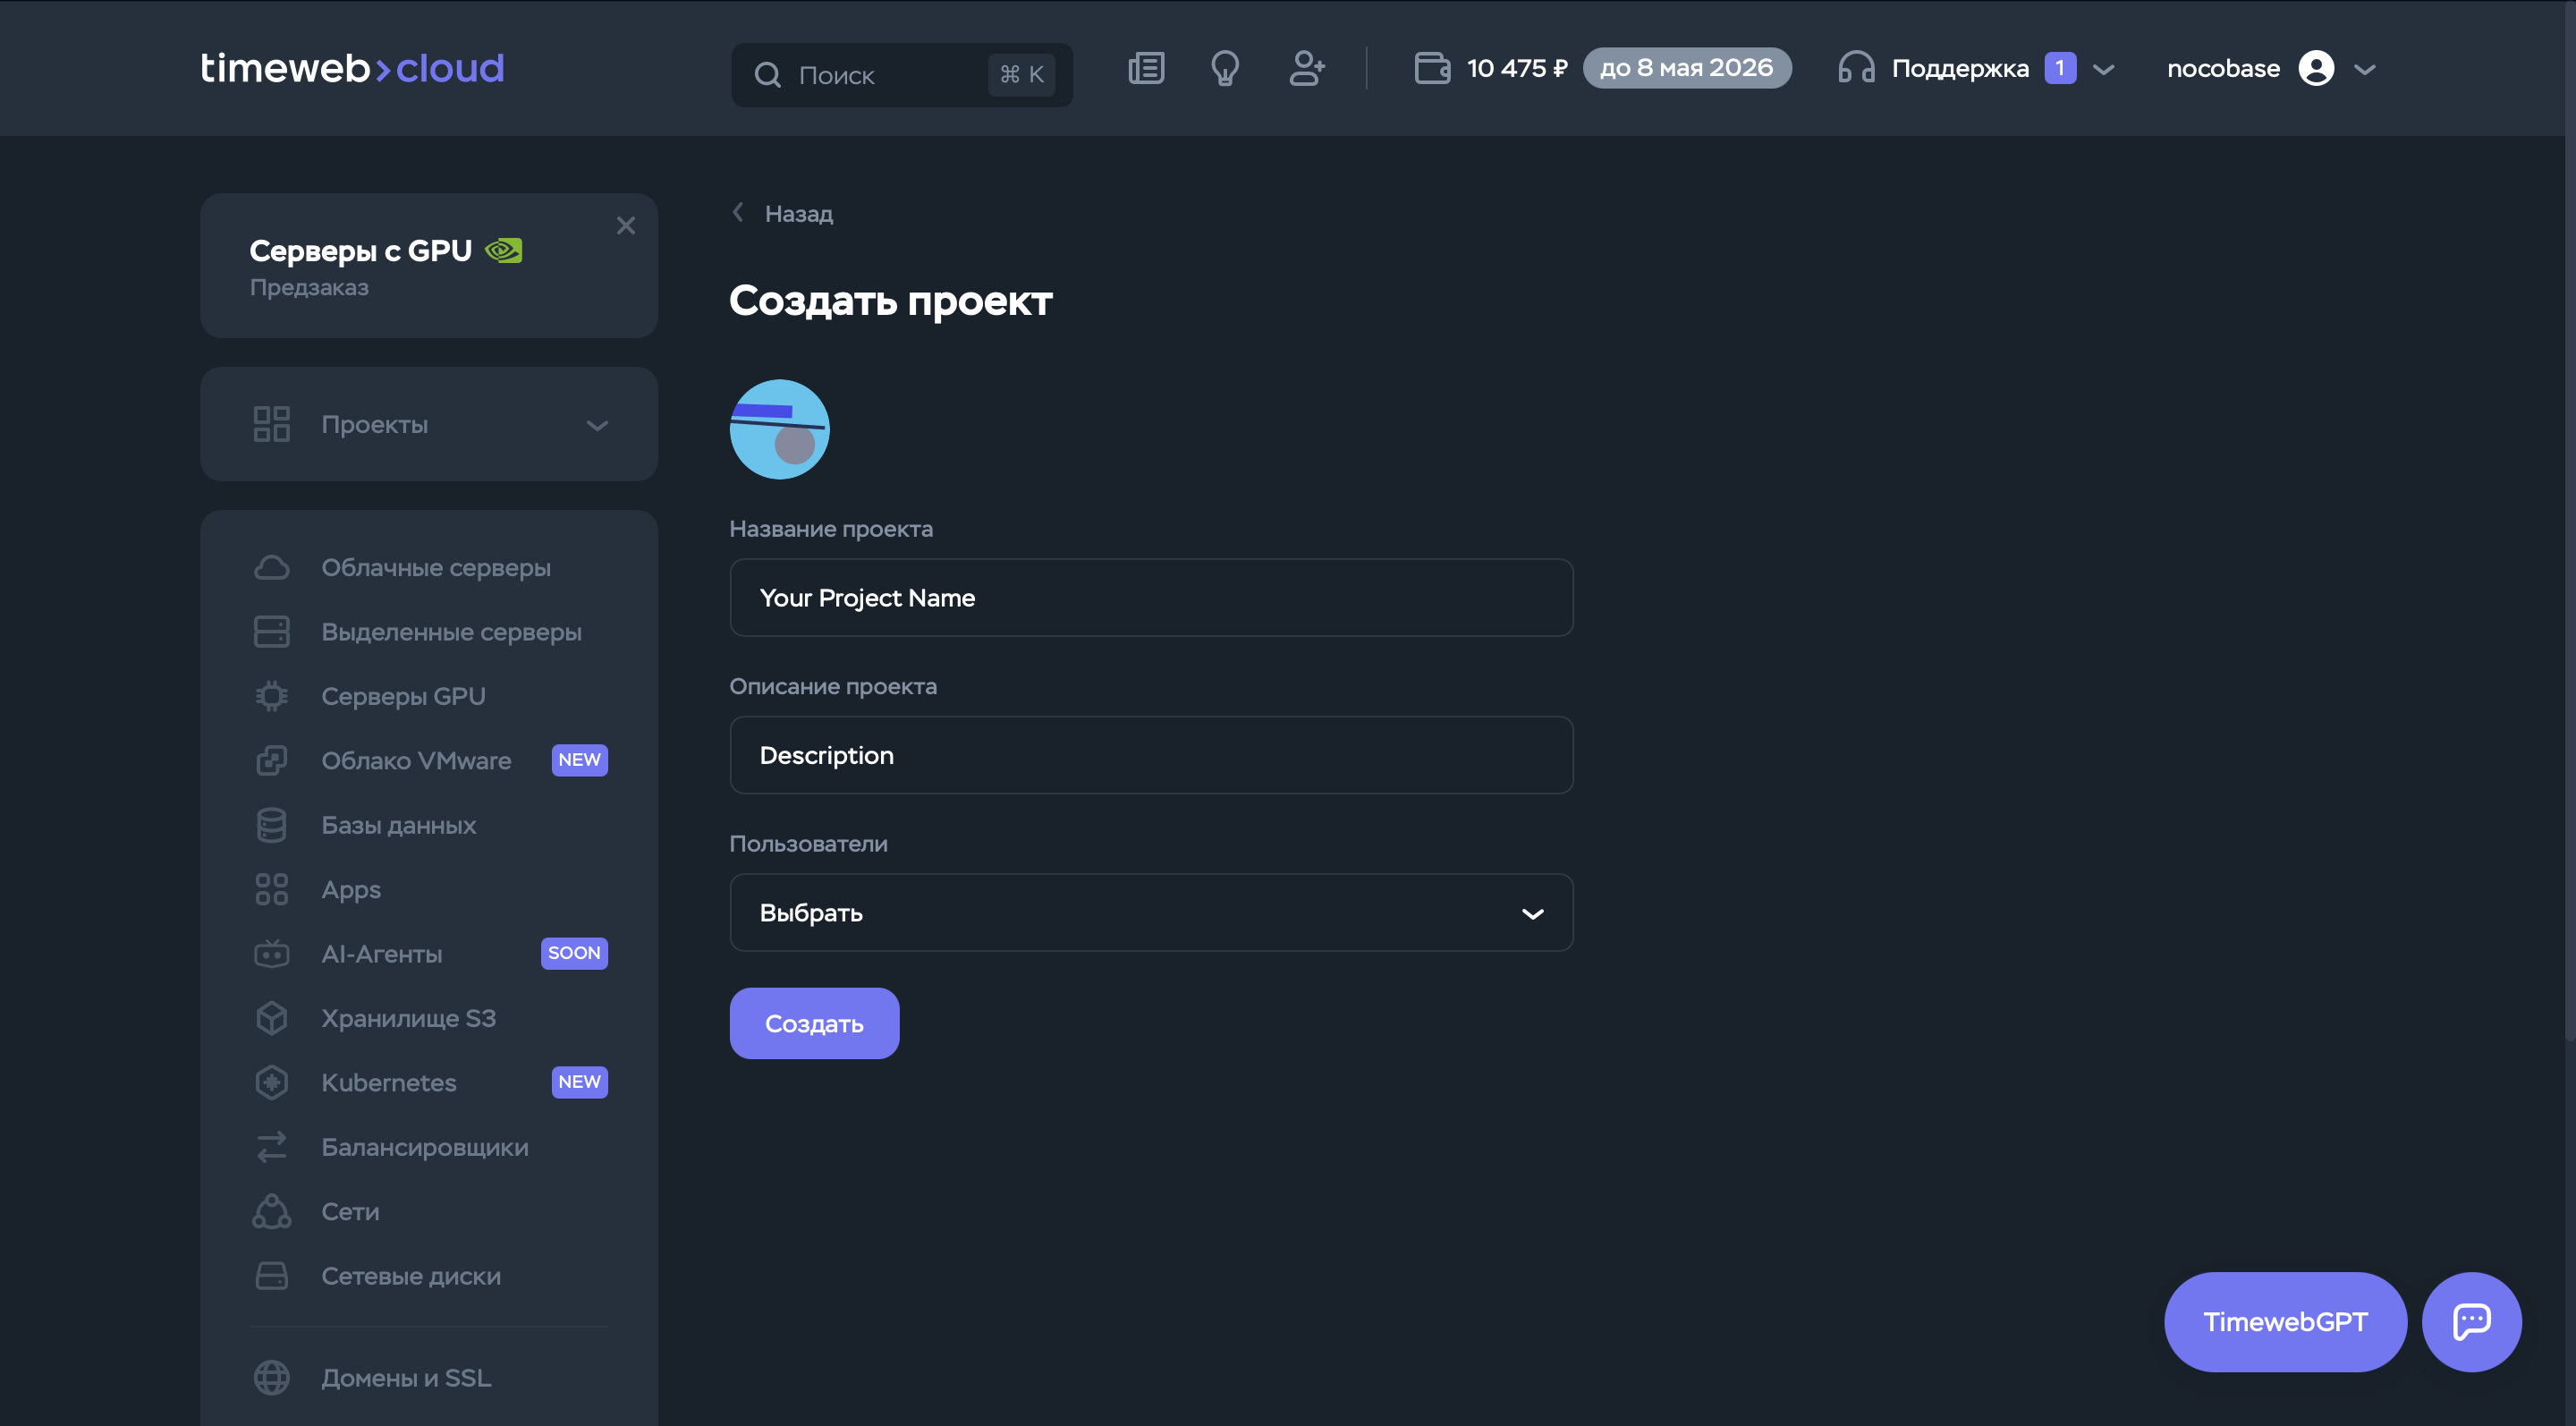 timeweb>cloud
Поиск
⌘ K
10 475 ₽
до 8 мая 2026
Поддержка
1
nocobase
Серверы с GPU
Предзаказ
Проекты
Облачные серверы
Выделенные серверы
Серверы GPU
Облако VMware
NEW
Базы данных
Apps
AI-Агенты
SOON
Хранилище S3
Kubernetes
NEW
Балансировщики
Сети
Сетевые диски
Домены и SSL
Назад
Создать проект
Название проекта
Your Project Name
Описание проекта
Description
Пользователи
Выбрать
Создать
TimewebGPT